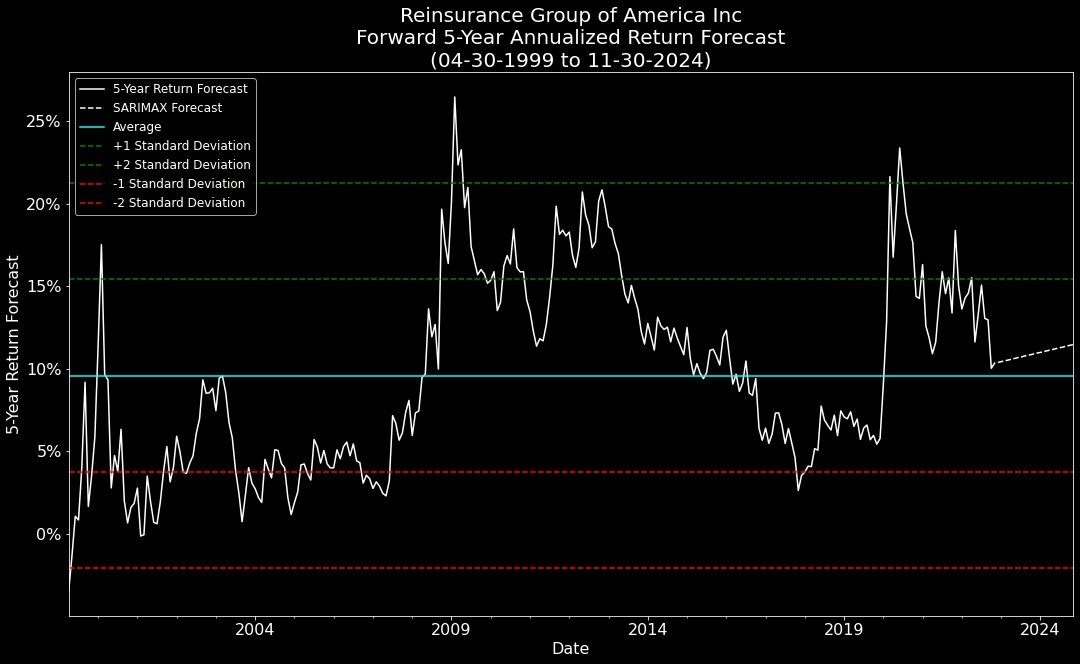 Reinsurance Group of America Inc
Forward 5-Year Annualized Return Forecast
(04-30-1999 to 11-30-2024)
5-Year Return Forecast
SARIMAX Forecast
Average
+1 Standard Deviation
+2 Standard Deviation
-1 Standard Deviation
-2 Standard Deviation
25%
20%
15%
10%
5%
0%
5-Year Return Forecast
2004
2009
2014
2019
2024
Date